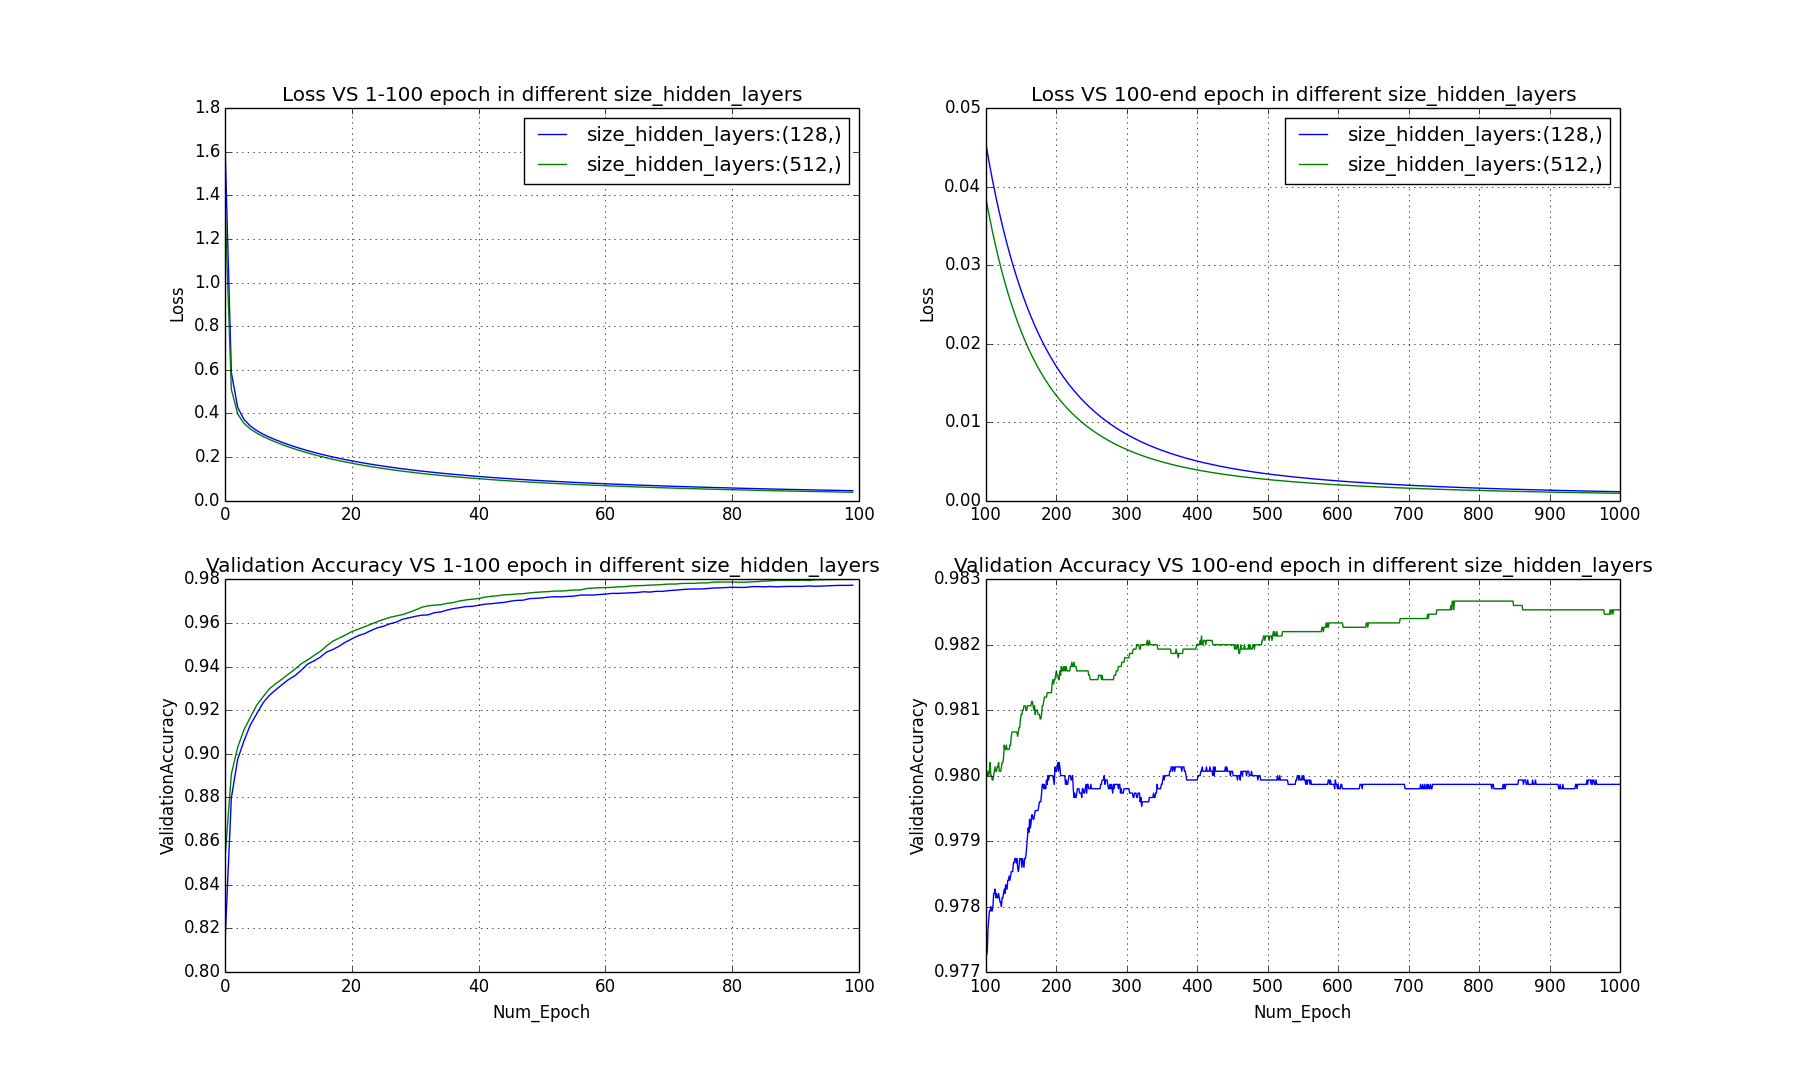 Loss VS 1-100 epoch in different size_hidden_layers
1.8
1.6
1.4
1.2
1.0
0.8
0.6
0.4
0.2
0.0
Loss
size_hidden_layers:(128,)
size_hidden_layers:(512,)
0 20 40 60 80 100
Loss VS 100-end epoch in different size_hidden_layers
0.05
0.04
0.03
0.02
0.01
0.00
Loss
size_hidden_layers:(128,)
size_hidden_layers:(512,)
100 200 300 400 500 600 700 800 900 1000
Validation Accuracy VS 1-100 epoch in different size_hidden_layers
0.98
0.96
0.94
0.92
0.90
0.88
0.86
0.84
0.82
0.80
ValidationAccuracy
0 20 40 60 80 100
Num_Epoch
Validation Accuracy VS 100-end epoch in different size_hidden_layers
0.983
0.982
0.981
0.980
0.979
0.978
0.977
ValidationAccuracy
100 200 300 400 500 600 700 800 900 1000
Num_Epoch